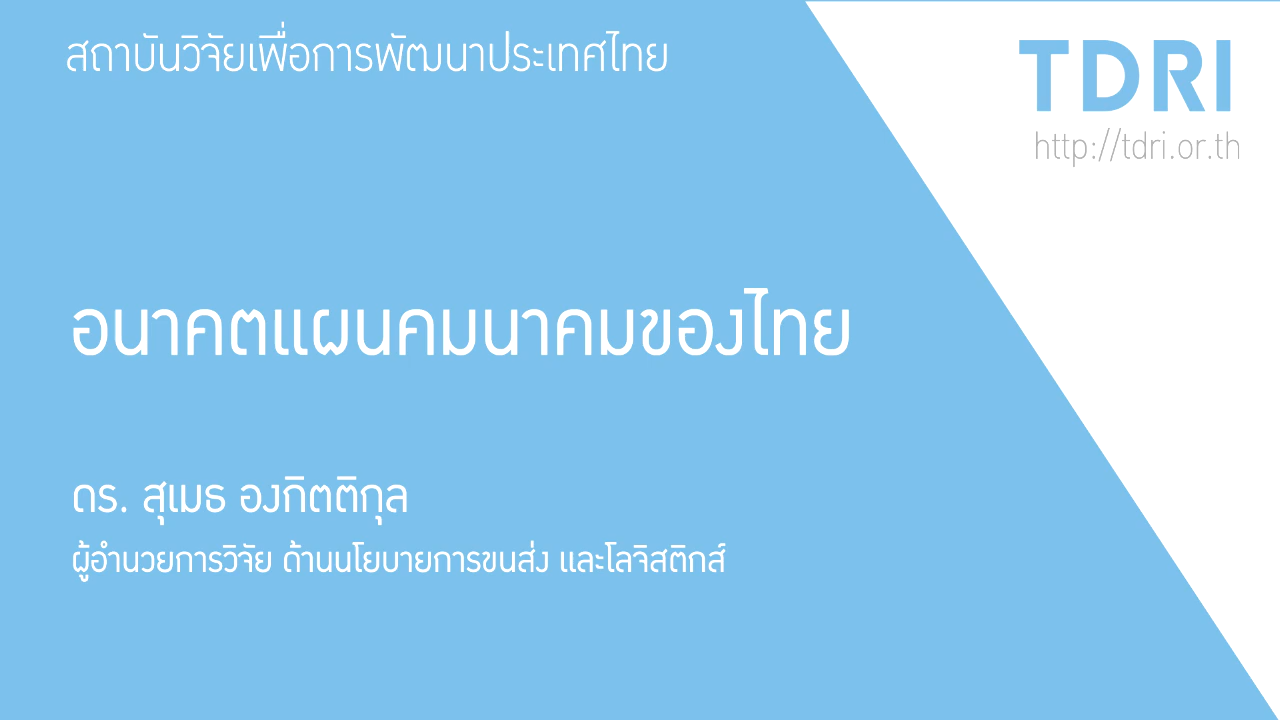 สถาบันวิจัยเพื่อการพัฒนาประเทศไทย
TDRI
http://tdri.or.th
อนาคตแผนคมนาคมของไทย
ดร. สุเมธ องกิตติกุล
ผู้อำนวยการวิจัย ด้านนโยบายการขนส่ง และโลจิสติกส์